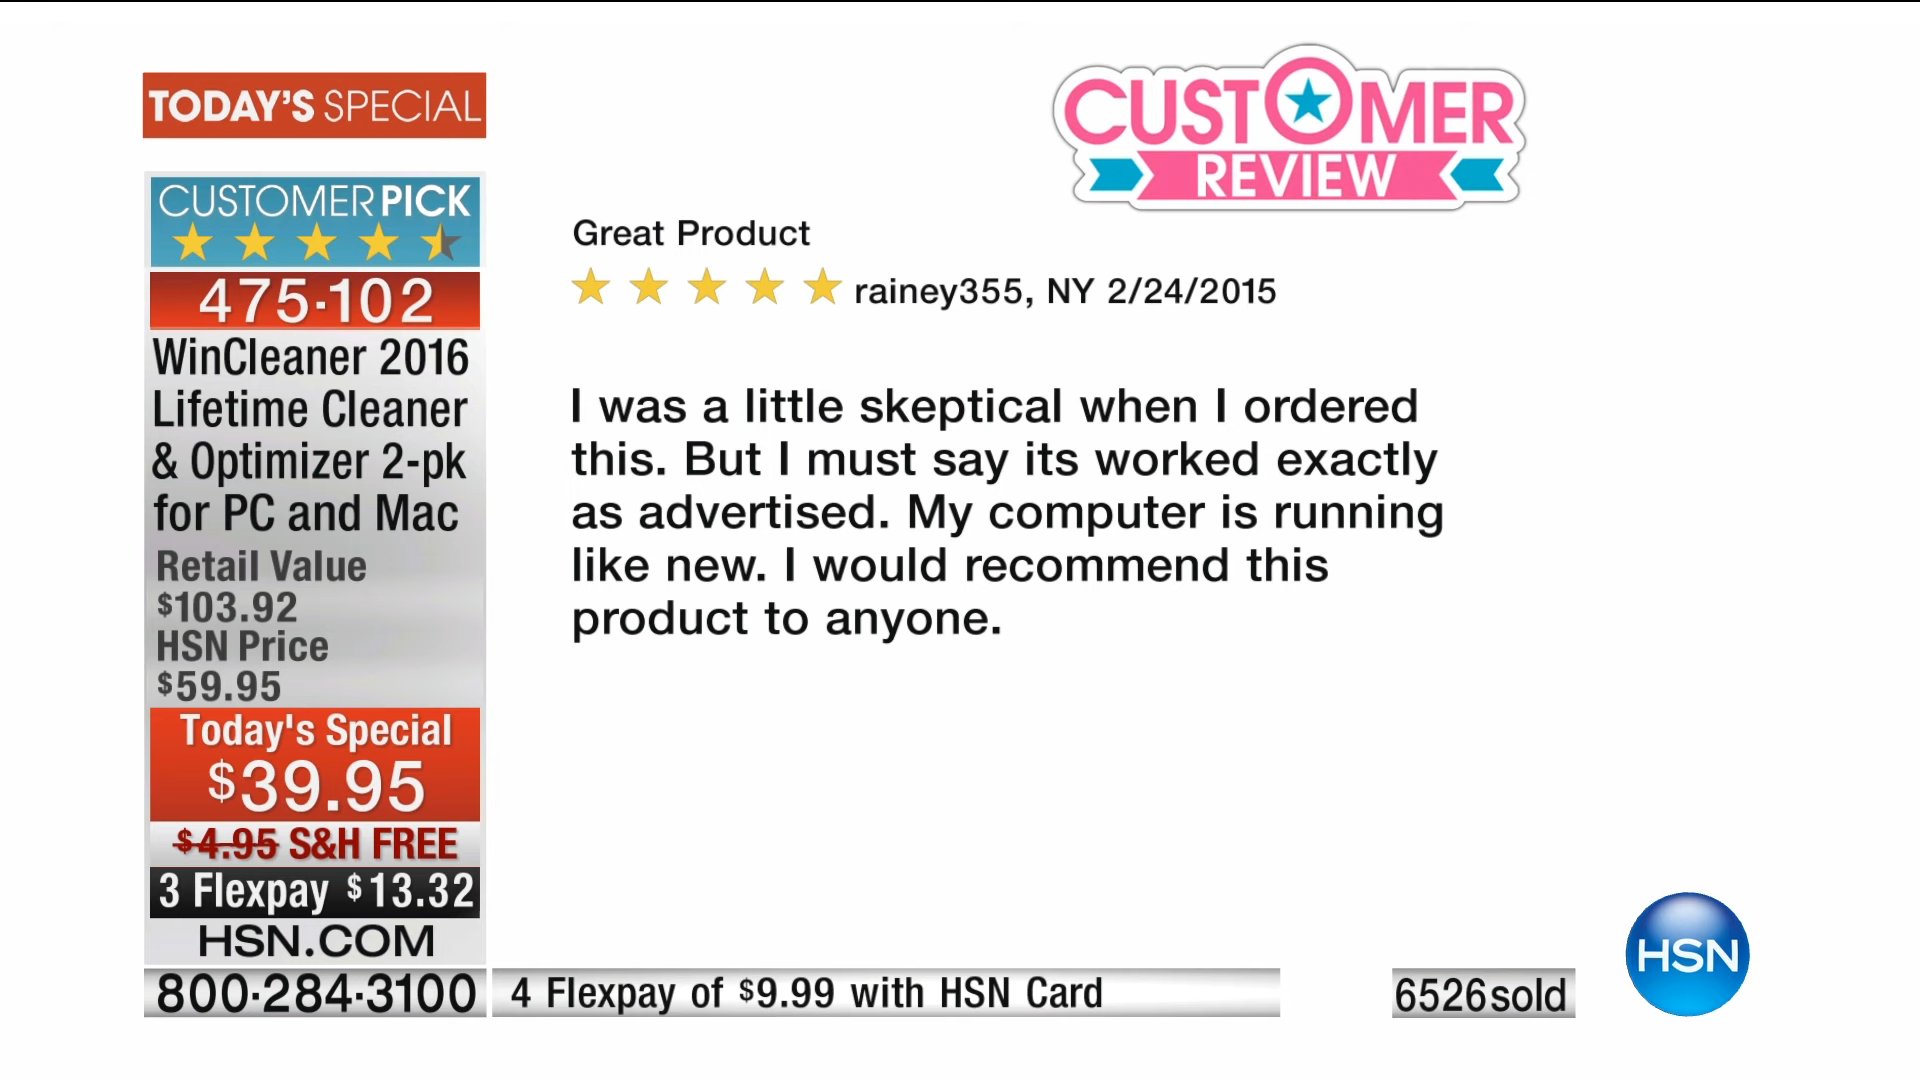 TODAY'S SPECIAL
CUSTOMER PICK
475-102
WinCleaner 2016
Lifetime Cleaner
& Optimizer 2-pk
for PC and Mac
Retail Value
$103.92
HSN Price
$59.95
Today's Special
$39.95
$4.95 S&H FREE
3 Flexpay $13.32
HSN.COM
800-284-3100
CUSTOMER
REVIEW
Great Product
rainey355, NY 2/24/2015
I was a little skeptical when I ordered
this. But I must say its worked exactly
as advertised. My computer is running
like new. I would recommend this
product to anyone.
4 Flexpay of $9.99 with HSN Card
6526 sold
HSN